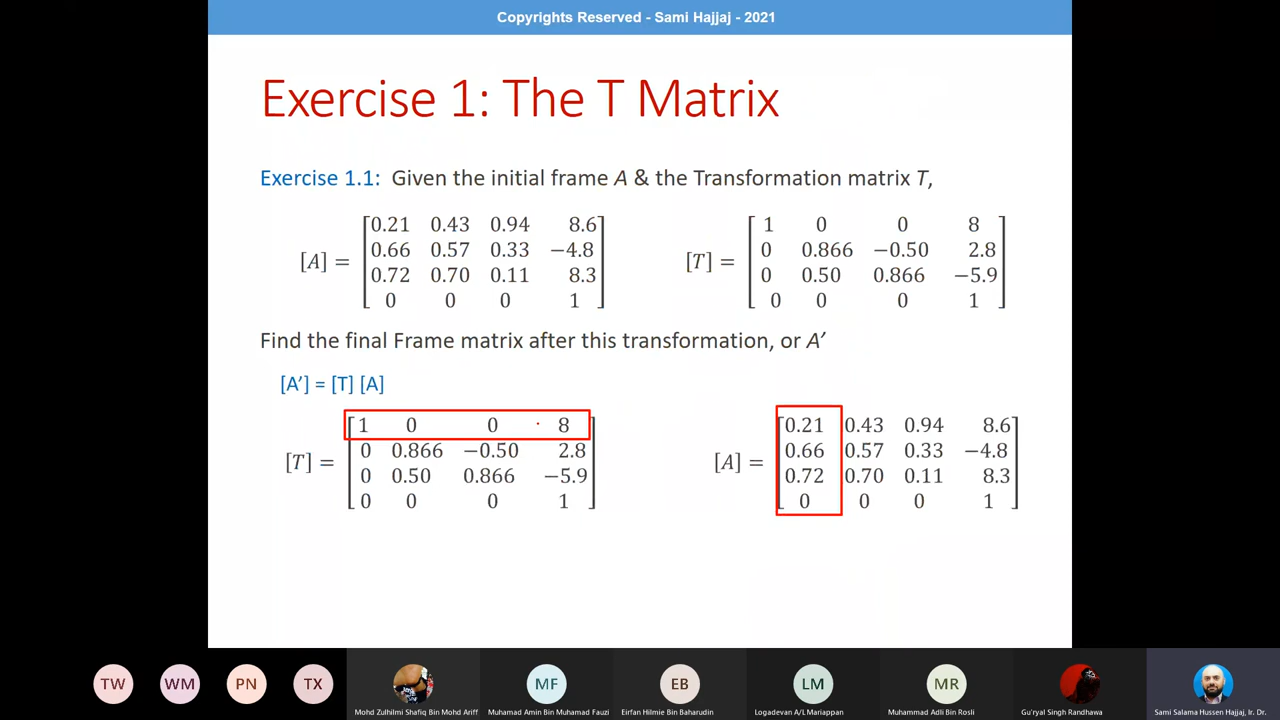 Copyrights Reserved - Sami Hajjaj - 2021
Exercise 1: The T Matrix
Exercise 1.1: Given the initial frame A & the Transformation matrix T,
[A] =
0.21 0.43 0.94 8.6
0.66 0.57 0.33 −4.8
0.72 0.70 0.11 8.3
0 0 0 1
[T] =
1 0 0 8
0 0.866 −0.50 2.8
0 0.50 0.866 −5.9
0 0 0 1
Find the final Frame matrix after this transformation, or A′
[A′] = [T] [A]
[T] =
1 0 0 8
0 0.866 −0.50 2.8
0 0.50 0.866 −5.9
0 0 0 1
[A] =
0.21 0.43 0.94 8.6
0.66 0.57 0.33 −4.8
0.72 0.70 0.11 8.3
0 0 0 1
TW
WM
PN
TX
Mohd Zulhilmi Shafiq Bin Mohd Ariff
MF
Muhamad Amin Bin Muhamad Fauzi
EB
Eirfan Hilmie Bin Baharudin
LM
Logadevan A/L Mariappan
MR
Muhammad Adli Bin Rosli
Gu'ryal Singh Randhawa
Sami Salama Hussen Hajjaj, Ir. Dr.